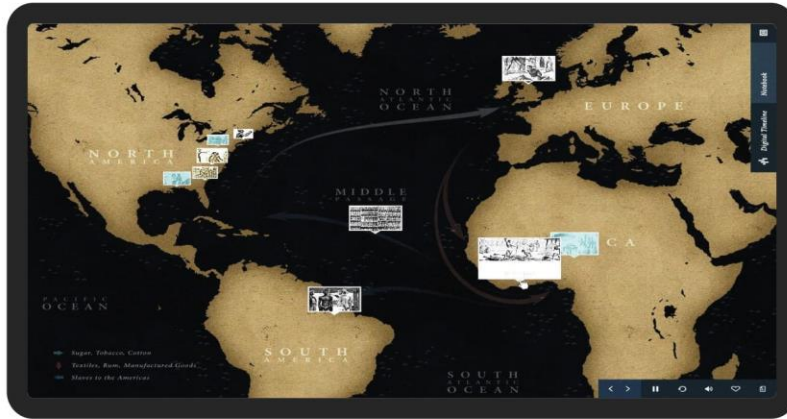 NORTH
ATLANTIC
OCEAN
EUROPE
NORTH
AMERICA
MIDDLE
PASSAGE
CA
PACIFIC
OCEAN
SOUTH
AMERICA
SOUTH
ATLANTIC
OCEAN
Sugar, Tobacco, Cotton
Textiles, Rum, Manufactured Goods
Slaves to the Americas
Notebook
Digital Timeline